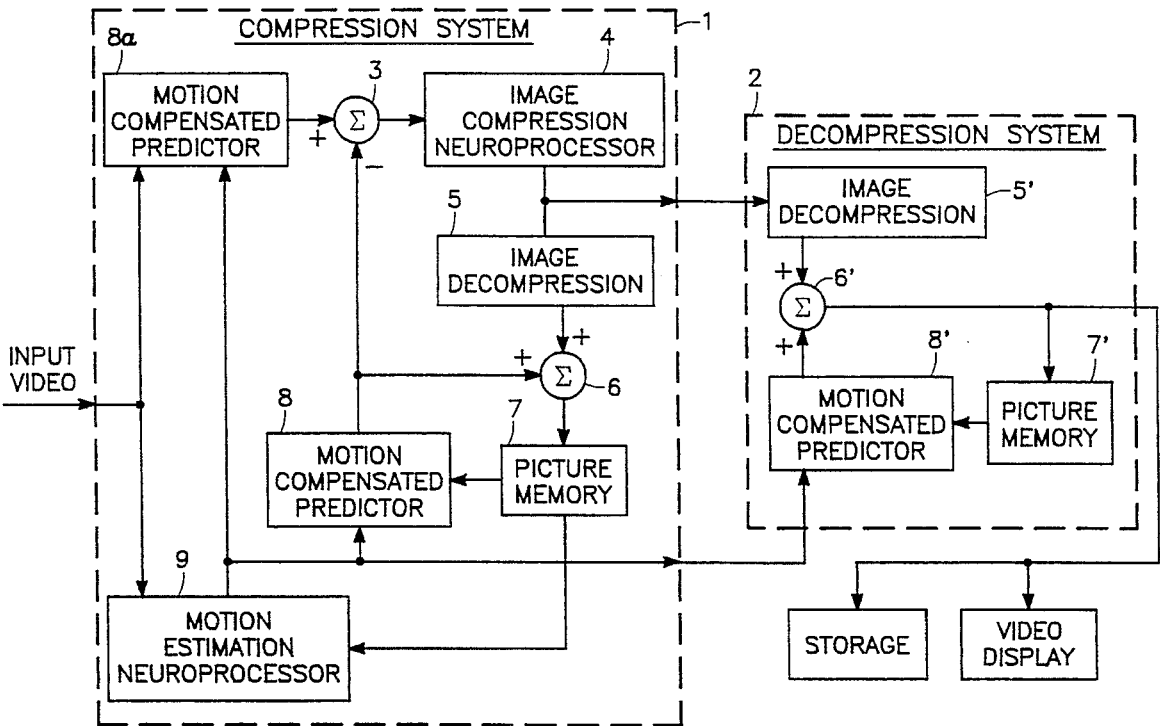 COMPRESSION SYSTEM
1
8a
MOTION
COMPENSATED
PREDICTOR
3
Σ
+
−
4
IMAGE
COMPRESSION
NEUROPROCESSOR
5
IMAGE
DECOMPRESSION
+
+
Σ
6
INPUT
VIDEO
8
MOTION
COMPENSATED
PREDICTOR
7
PICTURE
MEMORY
9
MOTION
ESTIMATION
NEUROPROCESSOR
2
DECOMPRESSION SYSTEM
IMAGE
DECOMPRESSION
5'
+
Σ
6'
+
8'
MOTION
COMPENSATED
PREDICTOR
7'
PICTURE
MEMORY
STORAGE
VIDEO
DISPLAY